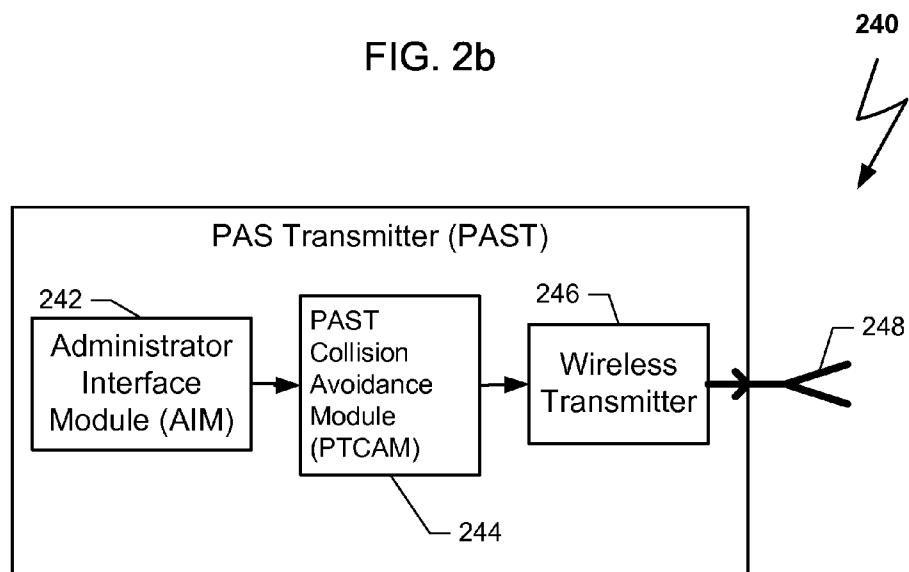 240
FIG. 2b
PAS Transmitter (PAST)
242
Administrator
Interface
Module (AIM)
PAST
Collision
Avoidance
Module
(PTCAM)
244
246
Wireless
Transmitter
248